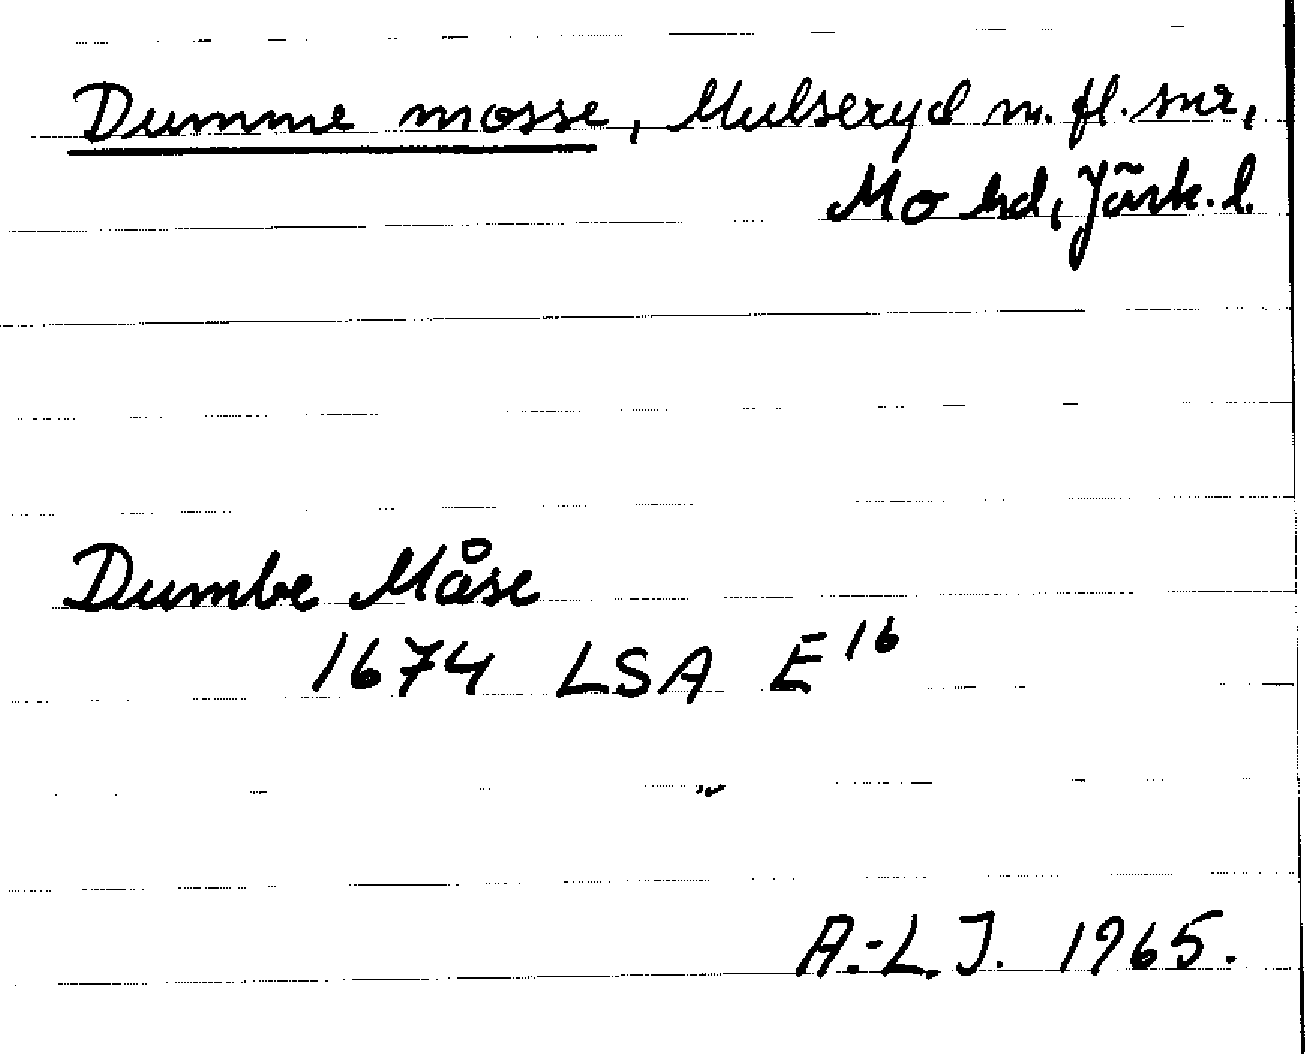 Dumme mosse, Mulseryd m. fl. snr,
Mo hd, Jönk. l.
Dumbe Måse
1674 LSA E16
A.-L. J. 1965.